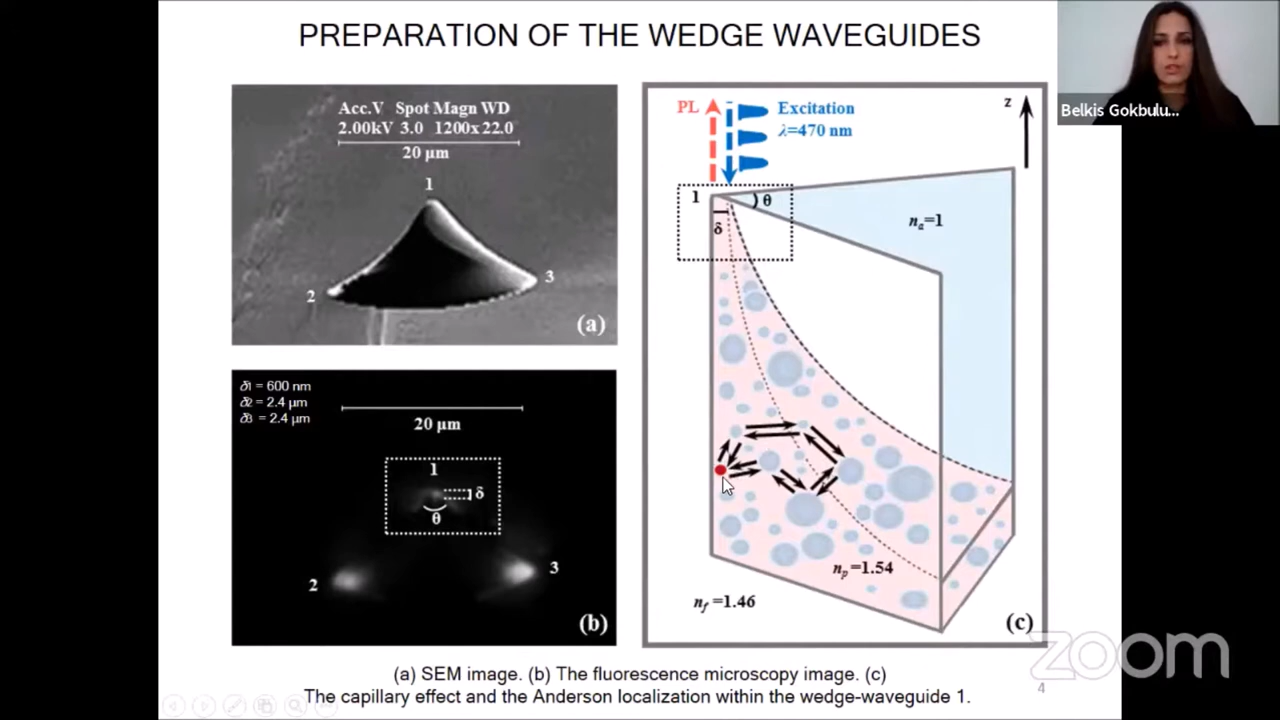 PREPARATION OF THE WEDGE WAVEGUIDES
Belkis Gokbulu...
Acc.V Spot Magn WD
2.00kV 3.0 1200x 22.0
20 μm
1
2
3
(a)
δ1 = 600 nm
δ2 = 2.4 μm
δ3 = 2.4 μm
20 μm
1
δ
θ
2
3
(b)
PL
Excitation
λ=470 nm
z
1
θ
δ
na=1
np=1.54
nf=1.46
(c)
(a) SEM image. (b) The fluorescence microscopy image. (c)
The capillary effect and the Anderson localization within the wedge-waveguide 1.
4
zoom